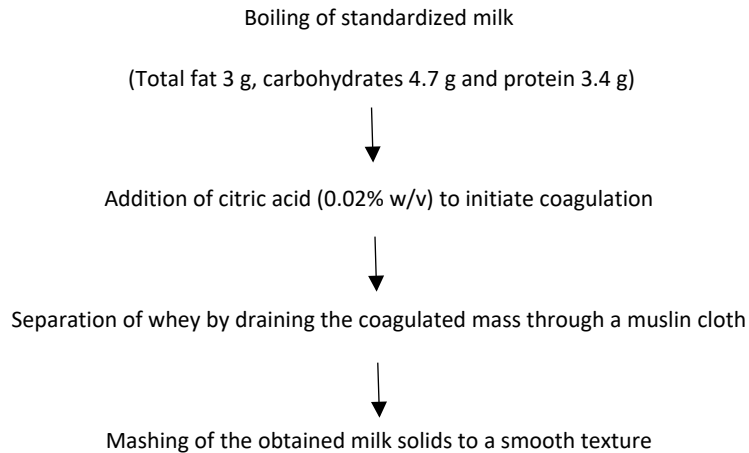 Boiling of standardized milk
(Total fat 3 g, carbohydrates 4.7 g and protein 3.4 g)
Addition of citric acid (0.02% w/v) to initiate coagulation
Separation of whey by draining the coagulated mass through a muslin cloth
Mashing of the obtained milk solids to a smooth texture